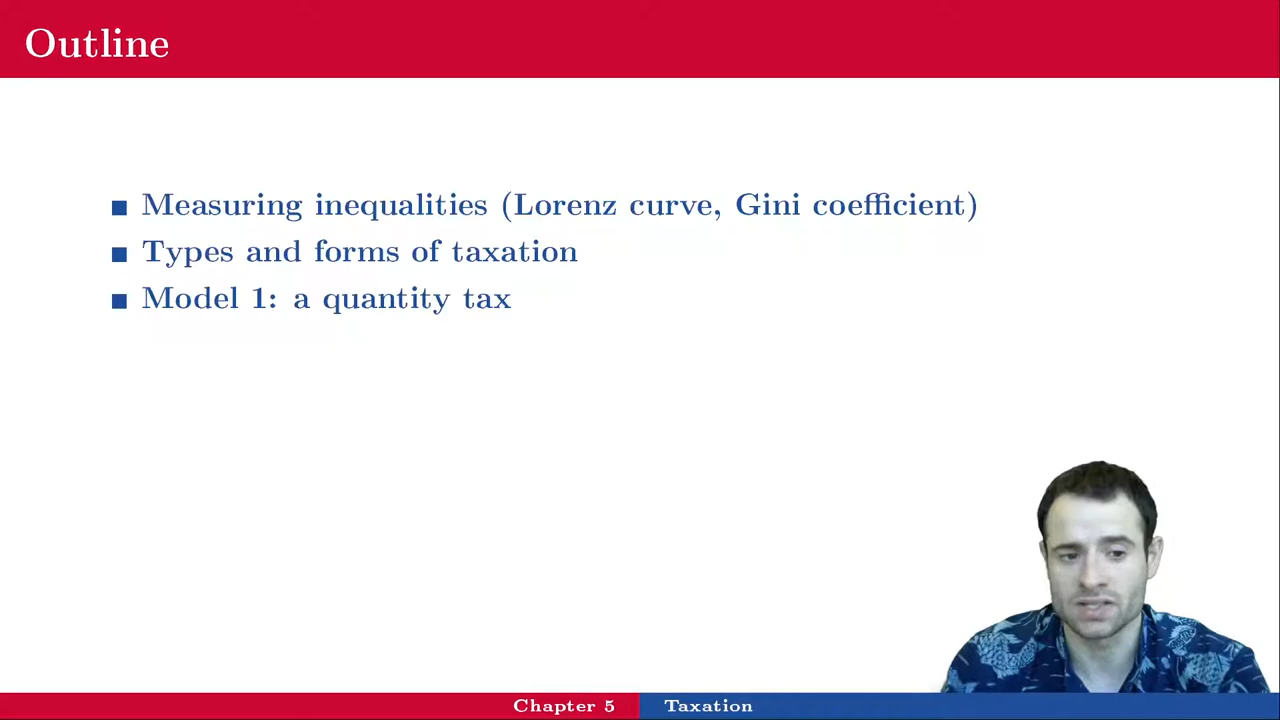 Outline
Measuring inequalities (Lorenz curve, Gini coefficient)
Types and forms of taxation
Model 1: a quantity tax
Chapter 5
Taxation